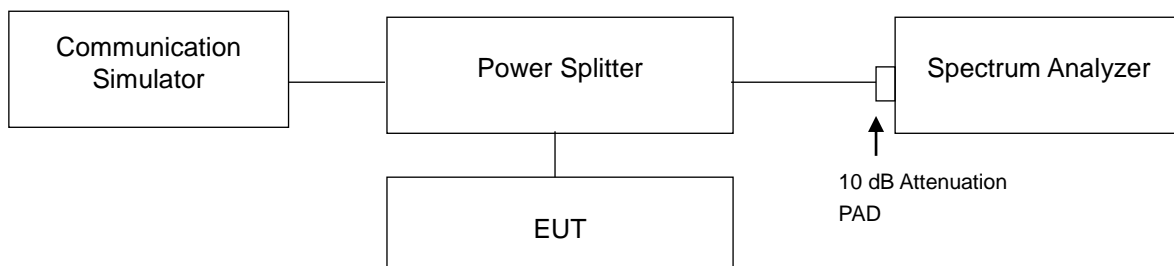 Communication
Simulator
Power Splitter
Spectrum Analyzer
10 dB Attenuation
PAD
EUT